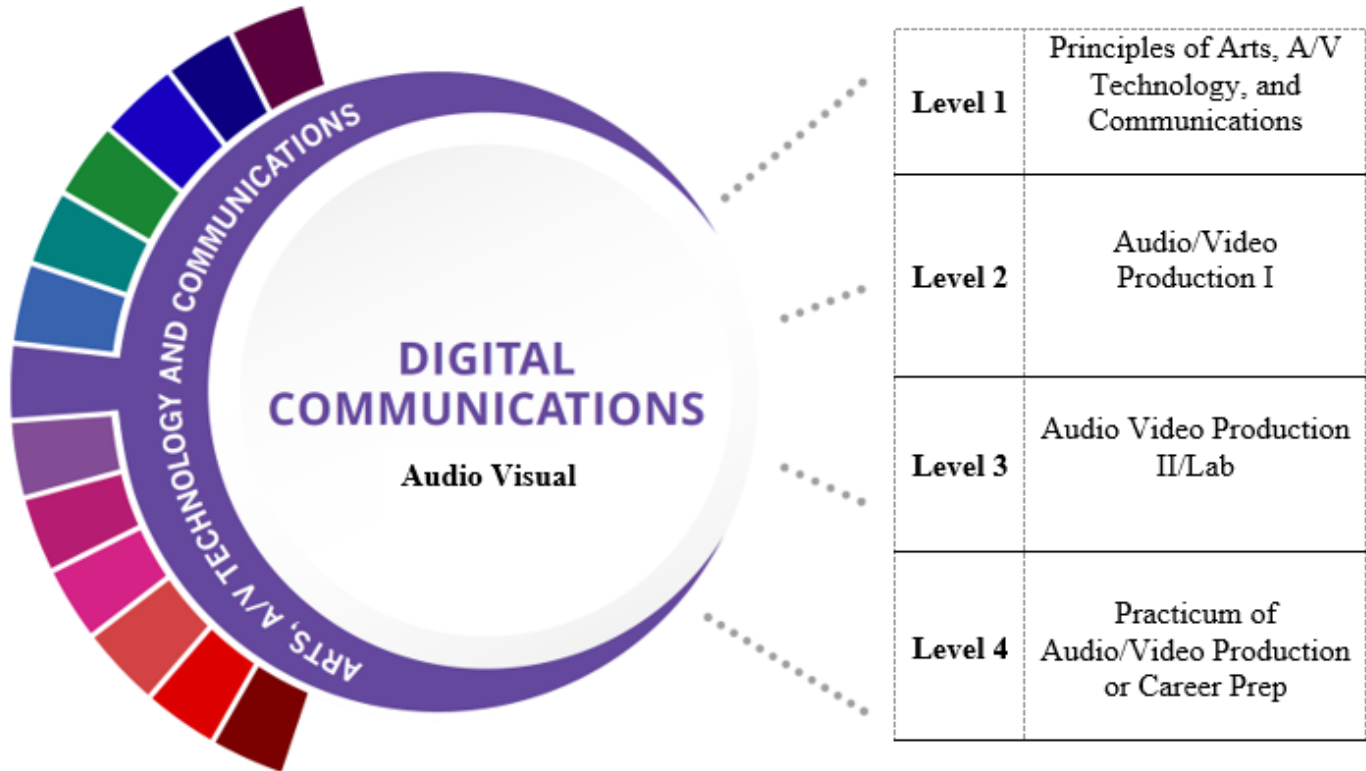 ARTS, A/V TECHNOLOGY AND COMMUNICATIONS
DIGITAL
COMMUNICATIONS
Audio Visual
Level 1
Principles of Arts, A/V
Technology, and
Communications
Level 2
Audio/Video
Production I
Level 3
Audio Video Production
II/Lab
Level 4
Practicum of
Audio/Video Production
or Career Prep